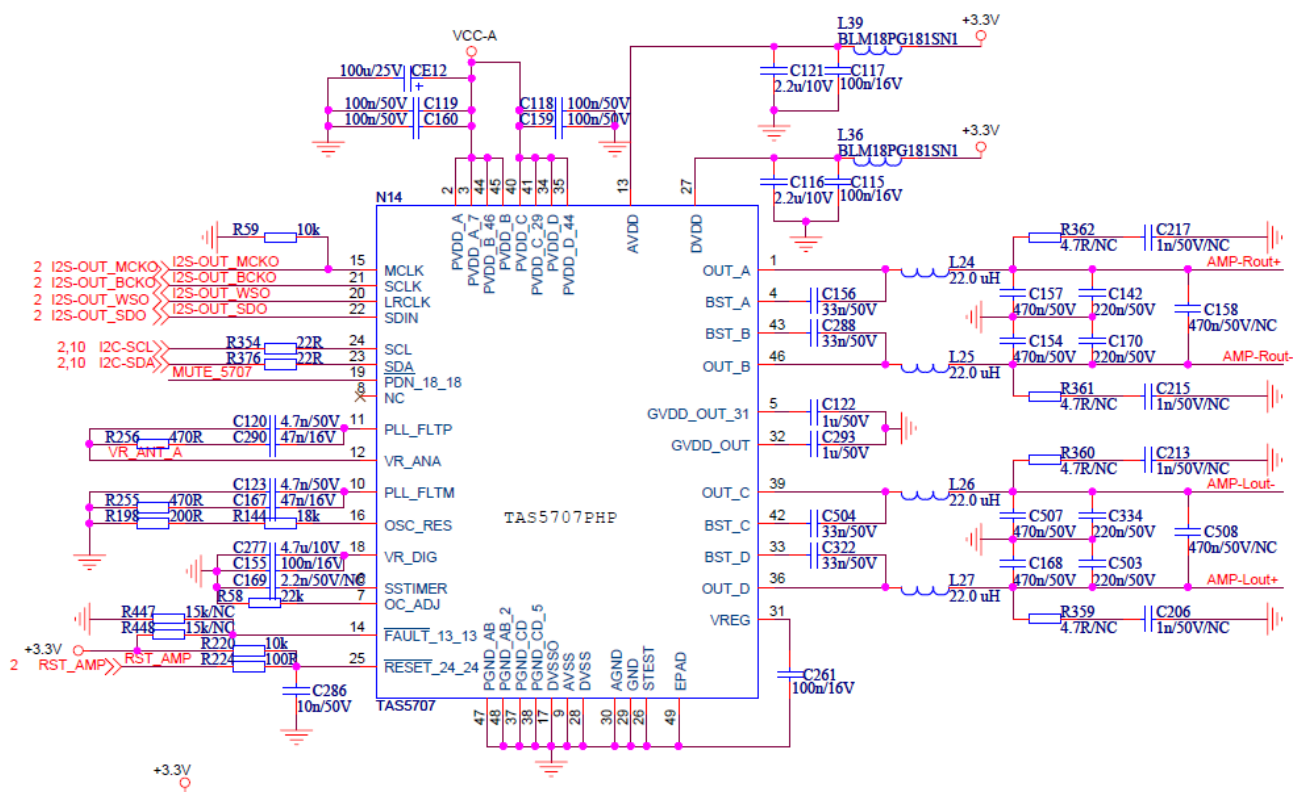 L39
BLM18PG181SN1
+3.3V
VCC-A
100u/25V CE12
+
100n/50V C119
100n/50V C160
C118 100n/50V
C159 100n/50V
C121
2.2u/10V
C117
100n/16V
L36
BLM18PG181SN1
+3.3V
C116
2.2u/10V
C115
100n/16V
2 3 44 45 40 41 34 35 13 27
N14
PVDD_A
PVDD_A_7
PVDD_B_46
PVDD_B
PVDD_C
PVDD_C_29
PVDD_D
PVDD_D_44
AVDD
DVDD
R59 10k
2 I2S-OUT_MCKO I2S-OUT_MCKO 15 MCLK
2 I2S-OUT_BCKO I2S-OUT_BCKO 21 SCLK
2 I2S-OUT_WSO I2S-OUT_WSO 20 LRCLK
2 I2S-OUT_SDO I2S-OUT_SDO 22 SDIN
2,10 I2C-SCL R354 22R 24 SCL
2,10 I2C-SDA R376 22R 23 SDA
MUTE_5707 19 PDN_18_18
8 NC
C120 4.7n/50V 11 PLL_FLTP
R256 470R C290 47n/16V
VR_ANT_A 12 VR_ANA
C123 4.7n/50V 10 PLL_FLTM
R255 470R C167 47n/16V
R198 200R R144 18k 16 OSC_RES
TAS5707PHP
C277 4.7u/10V 18 VR_DIG
C155 100n/16V
C169 2.2n/50V/NC 6 SSTIMER
R58 22k 7 OC_ADJ
R447 15k/NC
R448 15k/NC 14 FAULT_13_13
+3.3V R220 10k
2 RST_AMP RST_AMP R224 100R 25 RESET_24_24
C286
10n/50V
TAS5707
PGND_AB
PGND_AB_2
PGND_CD
PGND_CD_5
DVSSO
AVSS
DVSS
AGND
GND
STEST
EPAD
47 48 37 38 17 9 28 30 29 26 49
OUT_A 1
BST_A 4 C156
33n/50V
BST_B 43 C288
33n/50V
OUT_B 46
L24
22.0 uH
L25
22.0 uH
R362
4.7R/NC
C217
1n/50V/NC
AMP-Rout+
C157
470n/50V
C142
220n/50V
C158
470n/50V/NC
C154
470n/50V
C170
220n/50V
AMP-Rout-
R361
4.7R/NC
C215
1n/50V/NC
GVDD_OUT_31 5 C122
1u/50V
GVDD_OUT 32 C293
1u/50V
R360
4.7R/NC
C213
1n/50V/NC
OUT_C 39
L26
22.0 uH
AMP-Lout-
BST_C 42 C504
33n/50V
BST_D 33 C322
33n/50V
C507
470n/50V
C334
220n/50V
C508
470n/50V/NC
C168
470n/50V
C503
220n/50V
OUT_D 36
L27
22.0 uH
AMP-Lout+
R359
4.7R/NC
C206
1n/50V/NC
VREG 31
C261
100n/16V
+3.3V